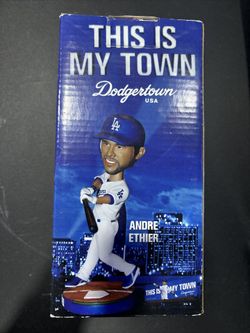 THIS IS
MY TOWN
Dodgertown
USA
LA
ANDRE
ETHIER
THIS IS MY TOWN